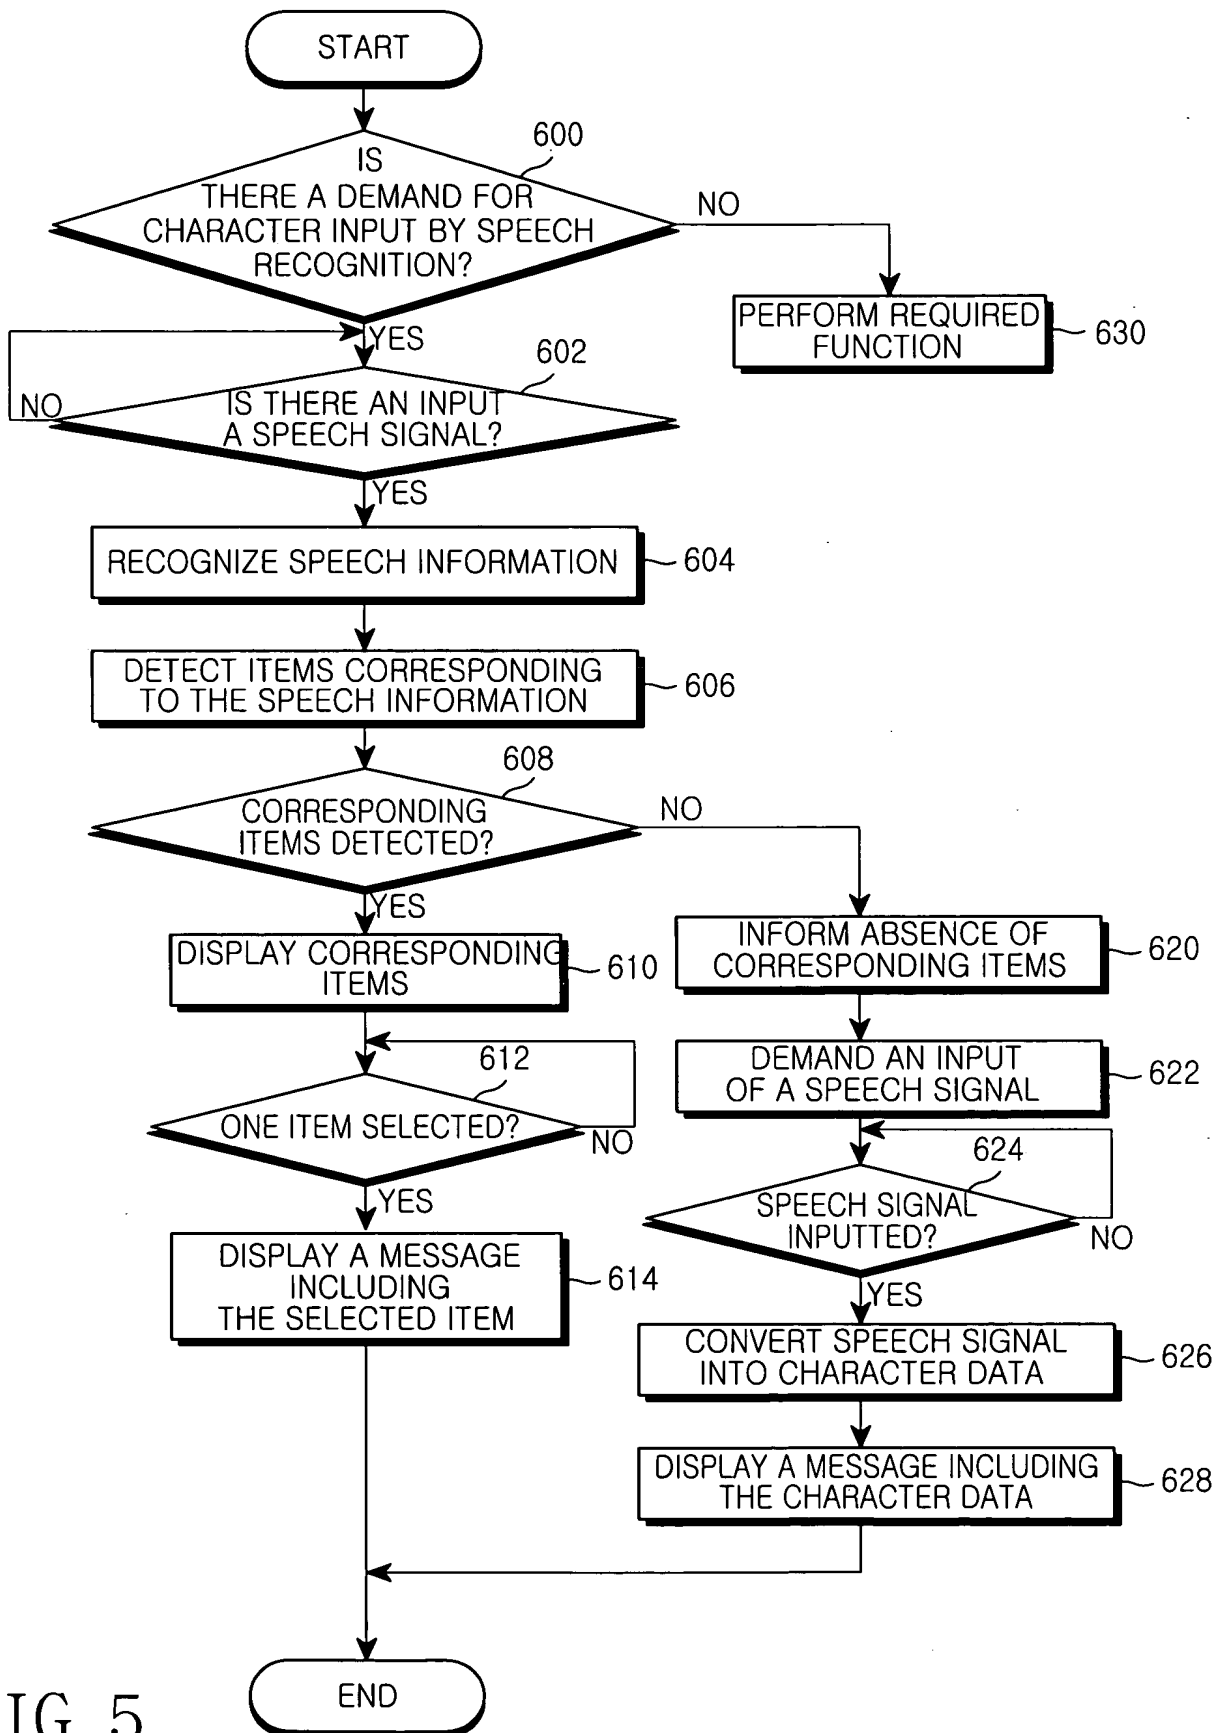 START
600
IS
THERE A DEMAND FOR
CHARACTER INPUT BY SPEECH
RECOGNITION?
NO
YES
PERFORM REQUIRED
FUNCTION
630
602
NO
IS THERE AN INPUT
A SPEECH SIGNAL?
YES
RECOGNIZE SPEECH INFORMATION
604
DETECT ITEMS CORRESPONDING
TO THE SPEECH INFORMATION
606
608
CORRESPONDING
ITEMS DETECTED?
NO
YES
DISPLAY CORRESPONDING
ITEMS
610
612
ONE ITEM SELECTED?
NO
YES
DISPLAY A MESSAGE
INCLUDING
THE SELECTED ITEM
614
INFORM ABSENCE OF
CORRESPONDING ITEMS
620
DEMAND AN INPUT
OF A SPEECH SIGNAL
622
624
SPEECH SIGNAL
INPUTTED?
NO
YES
CONVERT SPEECH SIGNAL
INTO CHARACTER DATA
626
DISPLAY A MESSAGE INCLUDING
THE CHARACTER DATA
628
END
IG 5